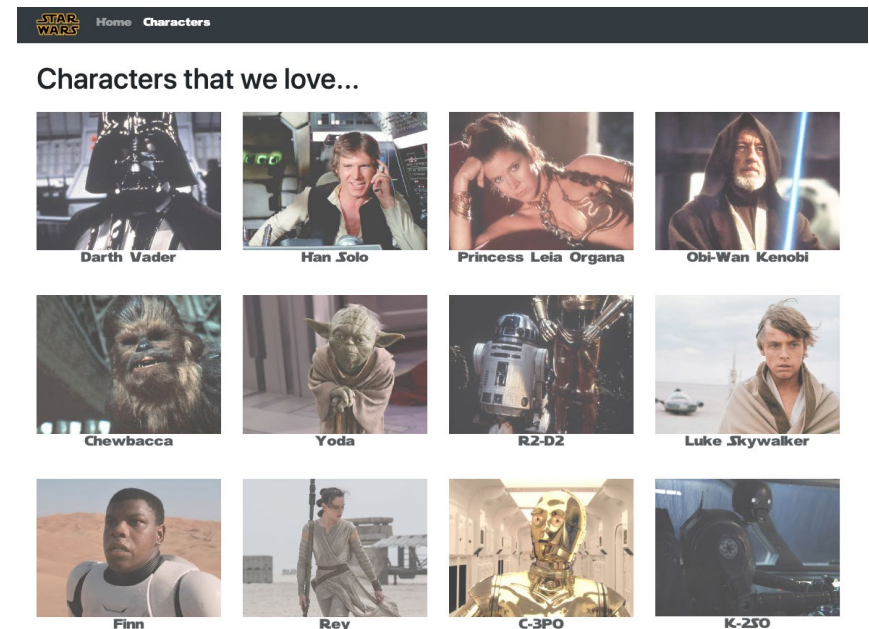 STAR WARS Home Characters
Characters that we love...
Darth Vader Han Solo Princess Leia Organa Obi-Wan Kenobi
Chewbacca Yoda R2-D2 Luke Skywalker
Finn Rey C-3PO K-2SO